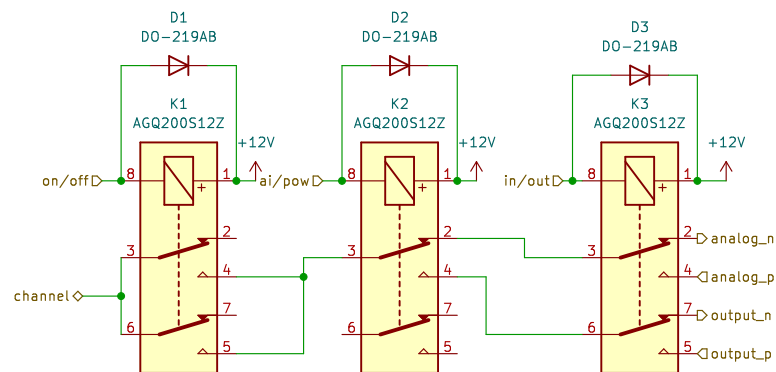 D1
DO-219AB
D2
DO-219AB
D3
DO-219AB
K1
AGQ200S12Z
K2
AGQ200S12Z
K3
AGQ200S12Z
+12V
+12V
+12V
on/off
8
1
+
ai/pow
8
1
+
in/out
8
1
+
3
2
4
3
2
4
3
2
analog_n
4
analog_p
channel
6
7
5
6
7
5
6
7
output_n
5
output_p